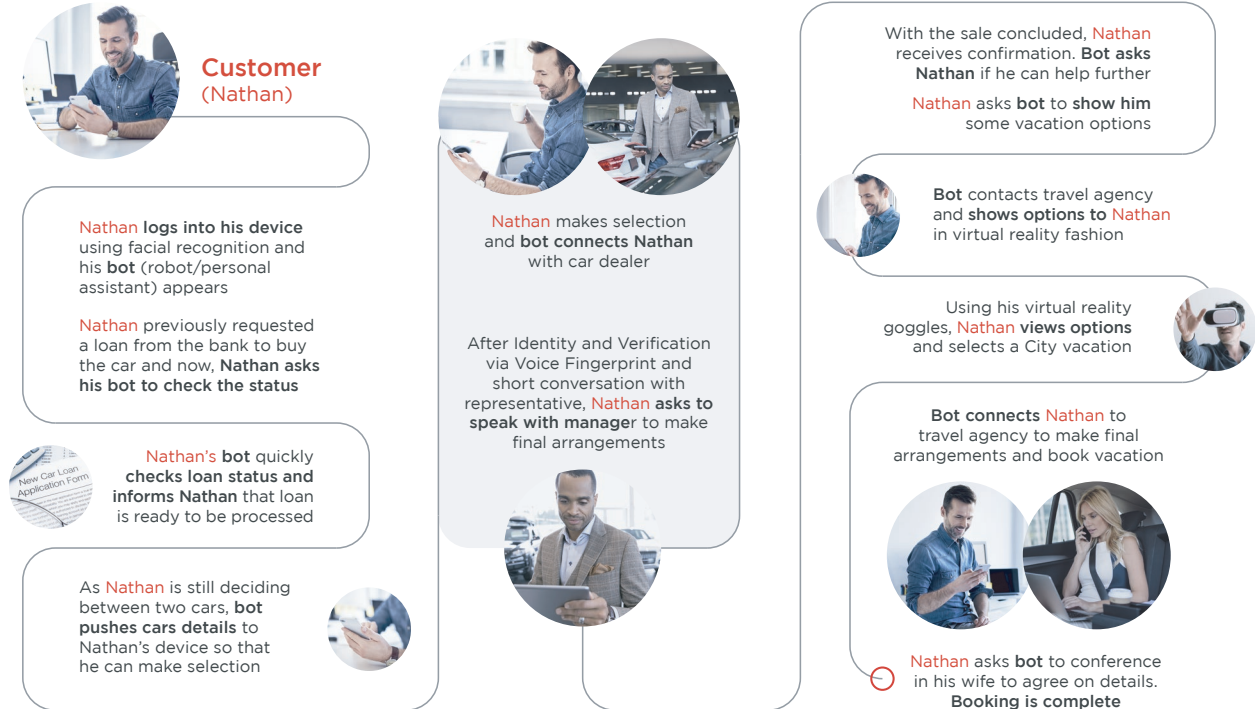 Customer
(Nathan)
Nathan logs into his device
using facial recognition and
his bot (robot/personal
assistant) appears
Nathan previously requested
a loan from the bank to buy
the car and now, Nathan asks
his bot to check the status
New Car Loan
Application Form
Nathan's bot quickly
checks loan status and
informs Nathan that loan
is ready to be processed
As Nathan is still deciding
between two cars, bot
pushes cars details to
Nathan's device so that
he can make selection
Nathan makes selection
and bot connects Nathan
with car dealer
After Identity and Verification
via Voice Fingerprint and
short conversation with
representative, Nathan asks to
speak with manager to make
final arrangements
With the sale concluded, Nathan
receives confirmation. Bot asks
Nathan if he can help further
Nathan asks bot to show him
some vacation options
Bot contacts travel agency
and shows options to Nathan
in virtual reality fashion
Using his virtual reality
goggles, Nathan views options
and selects a City vacation
Bot connects Nathan to
travel agency to make final
arrangements and book vacation
Nathan asks bot to conference
in his wife to agree on details.
Booking is complete